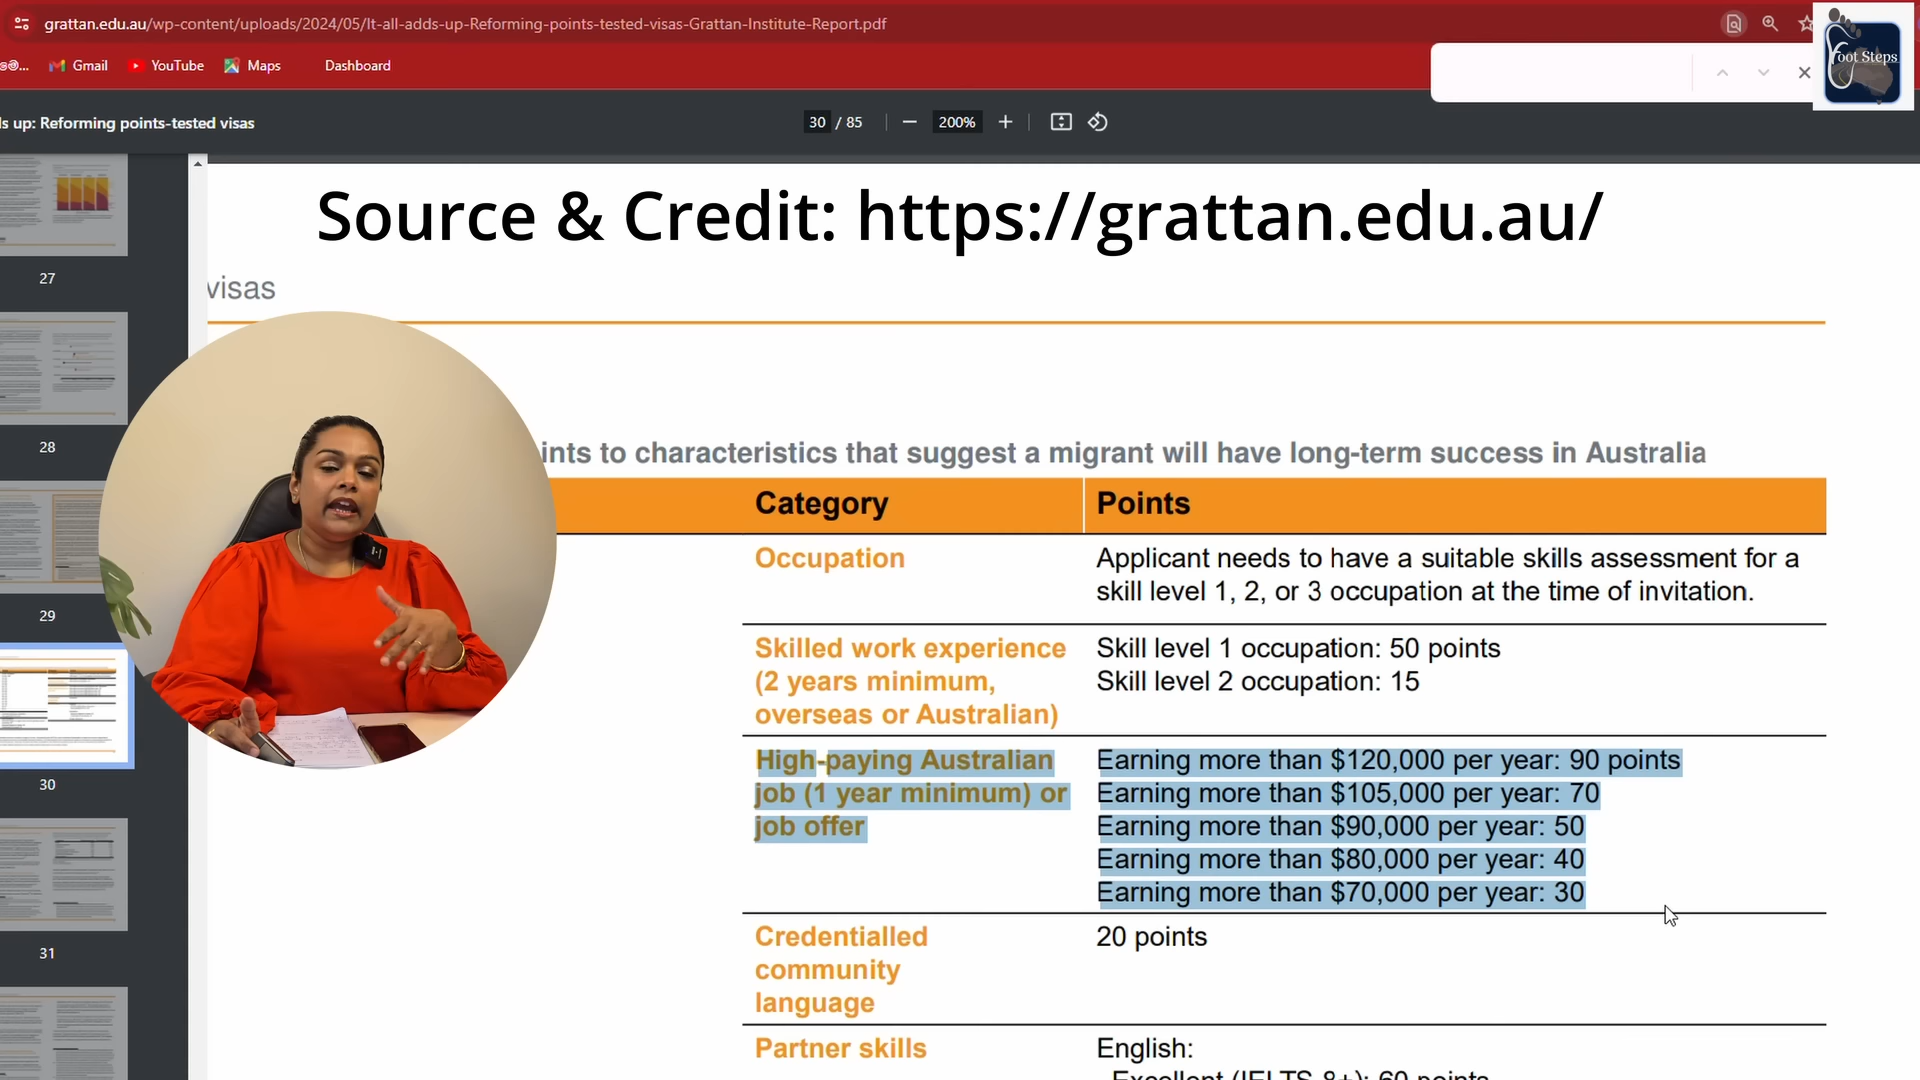 grattan.edu.au/wp-content/uploads/2024/05/It-all-adds-up-Reforming-points-tested-visas-Grattan-Institute-Report.pdf
Gmail YouTube Maps Dashboard
Foot Steps
s up: Reforming points-tested visas
30 / 85 200%
Source & Credit: https://grattan.edu.au/
visas
27
28
29
30
31
ints to characteristics that suggest a migrant will have long-term success in Australia
Category Points
Occupation
Applicant needs to have a suitable skills assessment for a
skill level 1, 2, or 3 occupation at the time of invitation.
Skilled work experience
(2 years minimum,
overseas or Australian)
Skill level 1 occupation: 50 points
Skill level 2 occupation: 15
High-paying Australian
job (1 year minimum) or
job offer
Earning more than $120,000 per year: 90 points
Earning more than $105,000 per year: 70
Earning more than $90,000 per year: 50
Earning more than $80,000 per year: 40
Earning more than $70,000 per year: 30
Credentialled
community
language
20 points
Partner skills
English:
Excellent (IELTS 8+): 60 points